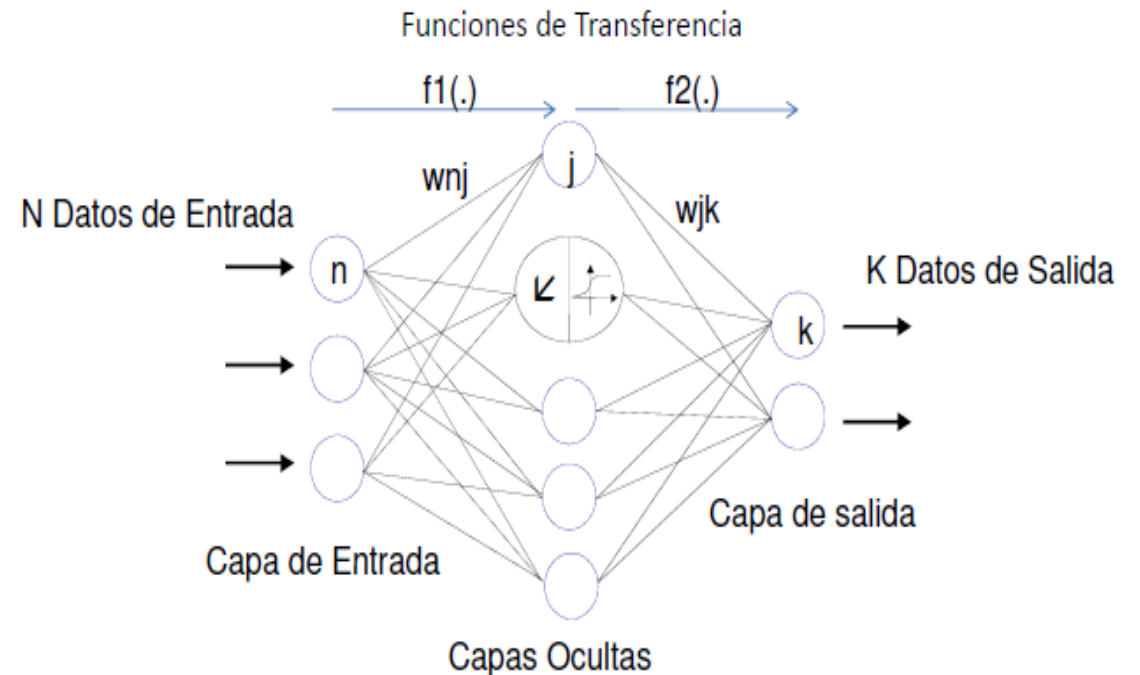 Funciones de Transferencia
f1(.)
f2(.)
j
wnj
wjk
N Datos de Entrada
n
K Datos de Salida
k
Capa de salida
Capa de Entrada
Capas Ocultas